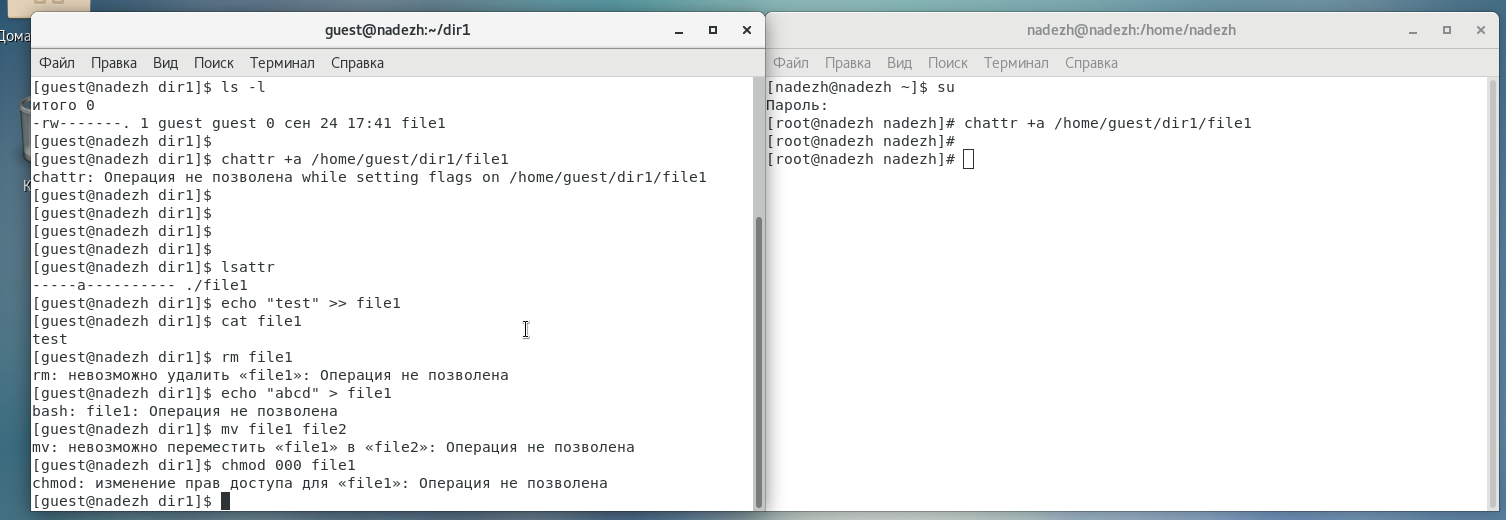 Дома
К
guest@nadezh:~/dir1
Файл Правка Вид Поиск Терминал Справка
[guest@nadezh dir1]$ ls -l
итого 0
-rw-------. 1 guest guest 0 сен 24 17:41 file1
[guest@nadezh dir1]$
[guest@nadezh dir1]$ chattr +a /home/guest/dir1/file1
chattr: Операция не позволена while setting flags on /home/guest/dir1/file1
[guest@nadezh dir1]$
[guest@nadezh dir1]$
[guest@nadezh dir1]$
[guest@nadezh dir1]$
[guest@nadezh dir1]$ lsattr
-----a---------- ./file1
[guest@nadezh dir1]$ echo "test" >> file1
[guest@nadezh dir1]$ cat file1
test
[guest@nadezh dir1]$ rm file1
rm: невозможно удалить «file1»: Операция не позволена
[guest@nadezh dir1]$ echo "abcd" > file1
bash: file1: Операция не позволена
[guest@nadezh dir1]$ mv file1 file2
mv: невозможно переместить «file1» в «file2»: Операция не позволена
[guest@nadezh dir1]$ chmod 000 file1
chmod: изменение прав доступа для «file1»: Операция не позволена
[guest@nadezh dir1]$
nadezh@nadezh:/home/nadezh
Файл Правка Вид Поиск Терминал Справка
[nadezh@nadezh ~]$ su
Пароль:
[root@nadezh nadezh]# chattr +a /home/guest/dir1/file1
[root@nadezh nadezh]#
[root@nadezh nadezh]#